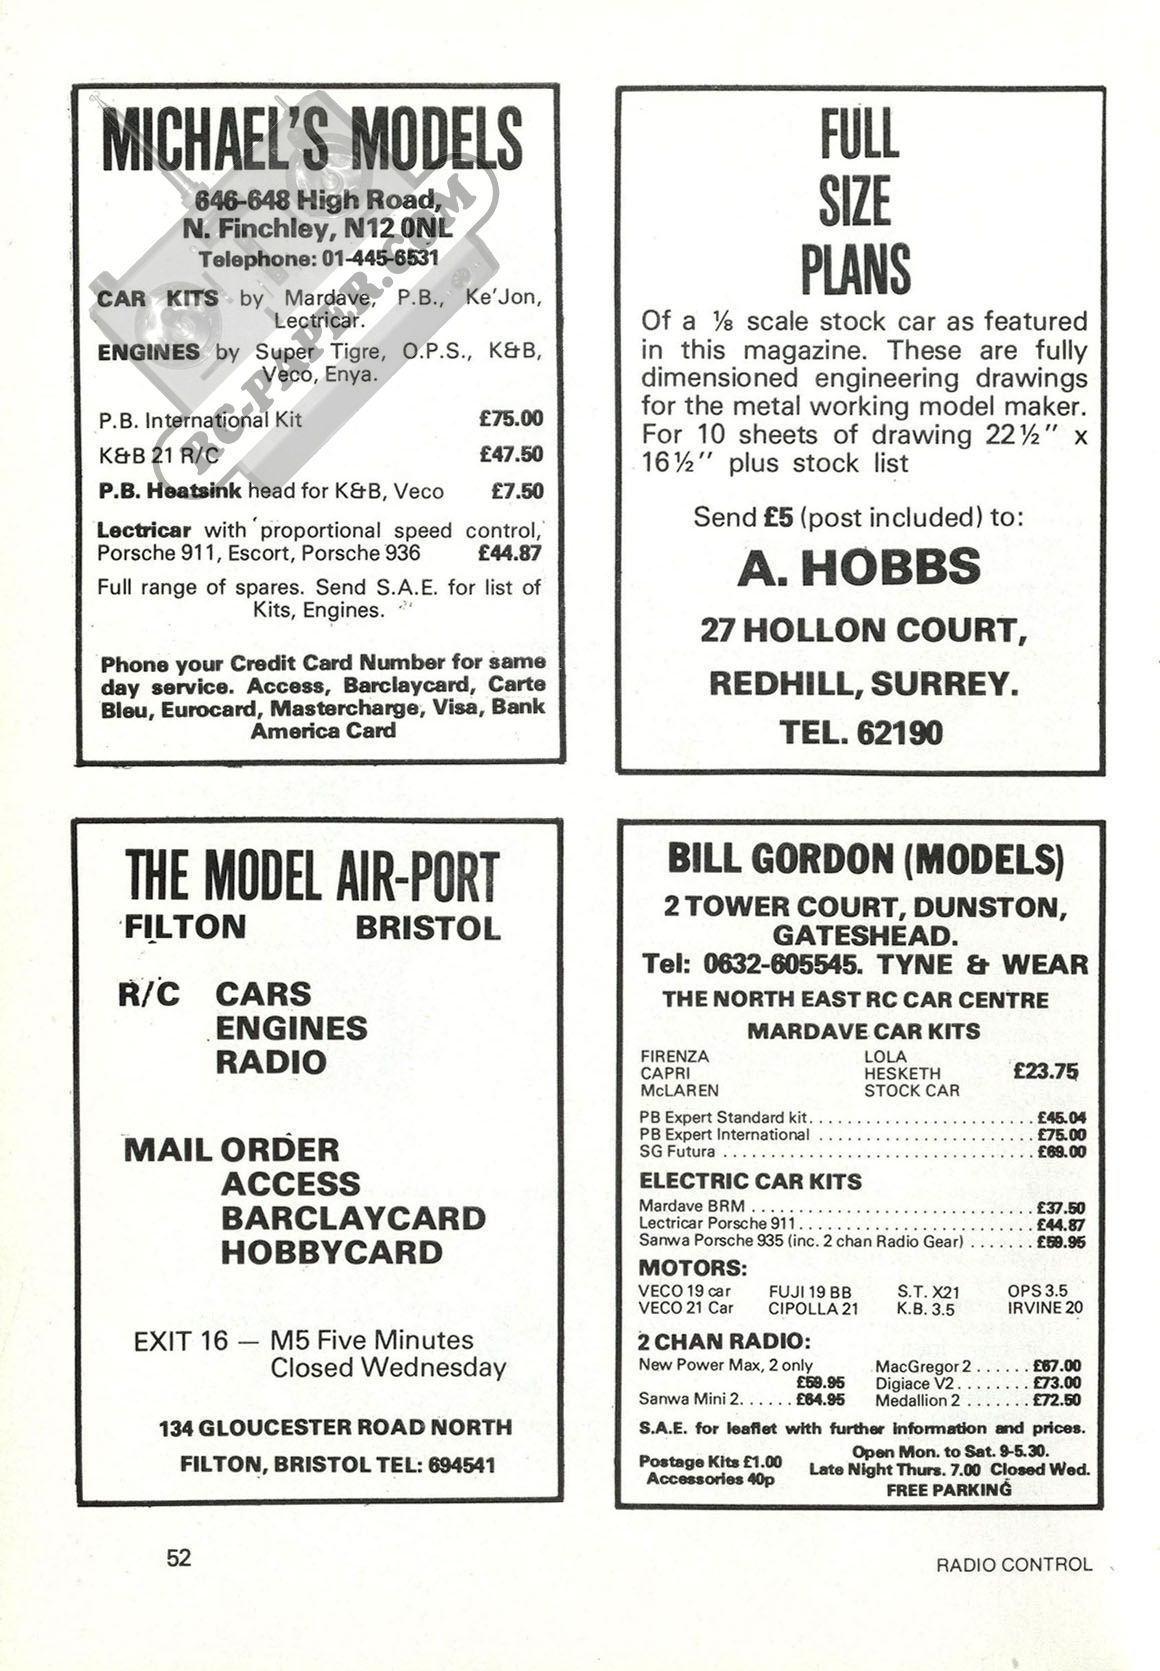 MICHAEL'S MODELS
646-648 High Road,
N. Finchley, N12 0NL
Telephone: 01-445-6531
CAR KITS by Mardave, P.B., Ke'Jon,
Lectricar.
ENGINES by Super Tigre, O.P.S., K&B,
Veco, Enya.
P.B. International Kit £75.00
K&B 21 R/C £47.50
P.B. Heatsink head for K&B, Veco £7.50
Lectricar with proportional speed control,
Porsche 911, Escort, Porsche 936 £44.87
Full range of spares. Send S.A.E. for list of
Kits, Engines.
Phone your Credit Card Number for same
day service. Access, Barclaycard, Carte
Bleu, Eurocard, Mastercharge, Visa, Bank
America Card
RC-PAPER.COM
FULL
SIZE
PLANS
Of a ⅛ scale stock car as featured
in this magazine. These are fully
dimensioned engineering drawings
for the metal working model maker.
For 10 sheets of drawing 22½" x
16½" plus stock list
Send £5 (post included) to:
A. HOBBS
27 HOLLON COURT,
REDHILL, SURREY.
TEL. 62190
THE MODEL AIR-PORT
FILTON BRISTOL
R/C CARS
ENGINES
RADIO
MAIL ORDER
ACCESS
BARCLAYCARD
HOBBYCARD
EXIT 16 — M5 Five Minutes
Closed Wednesday
134 GLOUCESTER ROAD NORTH
FILTON, BRISTOL TEL: 694541
BILL GORDON (MODELS)
2 TOWER COURT, DUNSTON,
GATESHEAD.
Tel: 0632-605545. TYNE & WEAR
THE NORTH EAST RC CAR CENTRE
MARDAVE CAR KITS
FIRENZA LOLA
CAPRI HESKETH £23.75
McLAREN STOCK CAR
PB Expert Standard kit. . . . . . . . . . . . . . . . . . . . . . . . £45.04
PB Expert International . . . . . . . . . . . . . . . . . . . . . . . £75.00
SG Futura . . . . . . . . . . . . . . . . . . . . . . . . . . . . . . . . . £69.00
ELECTRIC CAR KITS
Mardave BRM . . . . . . . . . . . . . . . . . . . . . . . . . . . . . . £37.50
Lectricar Porsche 911. . . . . . . . . . . . . . . . . . . . . . . . . £44.87
Sanwa Porsche 935 (inc. 2 chan Radio Gear) . . . . . . . £59.95
MOTORS:
VECO 19 car FUJI 19 BB S.T. X21 OPS 3.5
VECO 21 Car CIPOLLA 21 K.B. 3.5 IRVINE 20
2 CHAN RADIO:
New Power Max, 2 only MacGregor 2 . . . . . . £67.00
£59.95 Digiace V2. . . . . . . . £73.00
Sanwa Mini 2. . . . . . £64.95 Medallion 2 . . . . . . . £72.50
S.A.E. for leaflet with further information and prices.
Postage Kits £1.00
Accessories 40p
Open Mon. to Sat. 9-5.30.
Late Night Thurs. 7.00 Closed Wed.
FREE PARKING
52
RADIO CONTROL